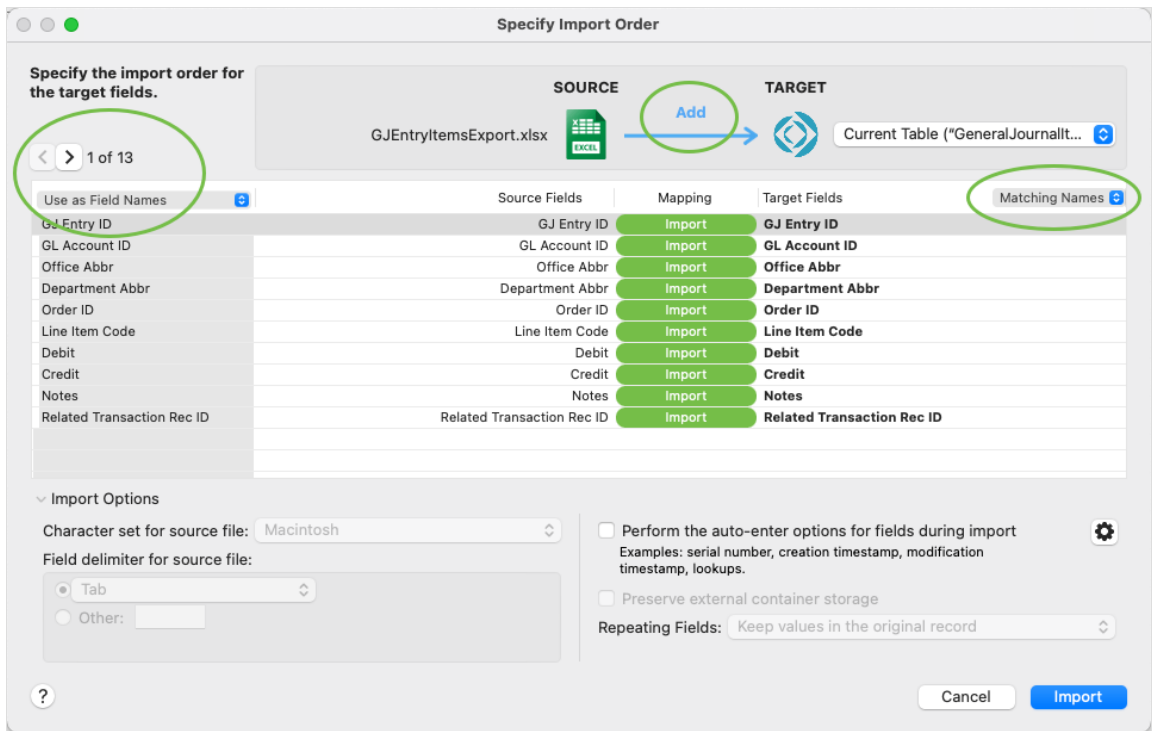 Specify Import Order
Specify the import order for
the target fields.
SOURCE
TARGET
Add
GJEntryItemsExport.xlsx
EXCEL
Current Table ("GeneralJournalIt...
1 of 13
Use as Field Names
Source Fields
Mapping
Target Fields
Matching Names
GJ Entry ID GJ Entry ID Import GJ Entry ID
GL Account ID GL Account ID Import GL Account ID
Office Abbr Office Abbr Import Office Abbr
Department Abbr Department Abbr Import Department Abbr
Order ID Order ID Import Order ID
Line Item Code Line Item Code Import Line Item Code
Debit Debit Import Debit
Credit Credit Import Credit
Notes Notes Import Notes
Related Transaction Rec ID Related Transaction Rec ID Import Related Transaction Rec ID
Import Options
Character set for source file: Macintosh
Field delimiter for source file:
Tab
Other:
Perform the auto-enter options for fields during import
Examples: serial number, creation timestamp, modification
timestamp, lookups.
Preserve external container storage
Repeating Fields: Keep values in the original record
?
Cancel
Import